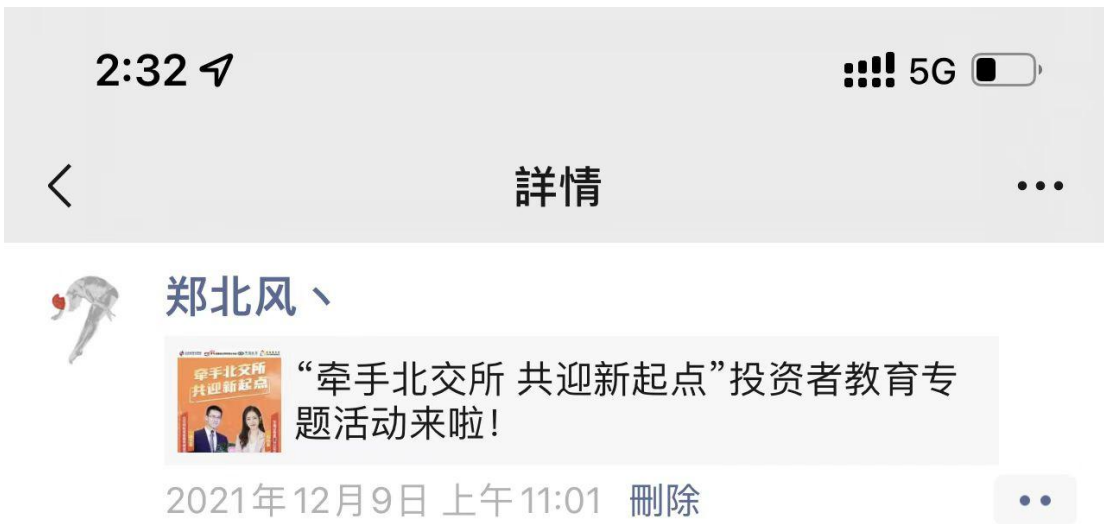 2:32
5G
詳情
郑北风丶
牵手北交所
共迎新起点
“牵手北交所 共迎新起点”投资者教育专
题活动来啦！
2021年12月9日 上午11:01 刪除